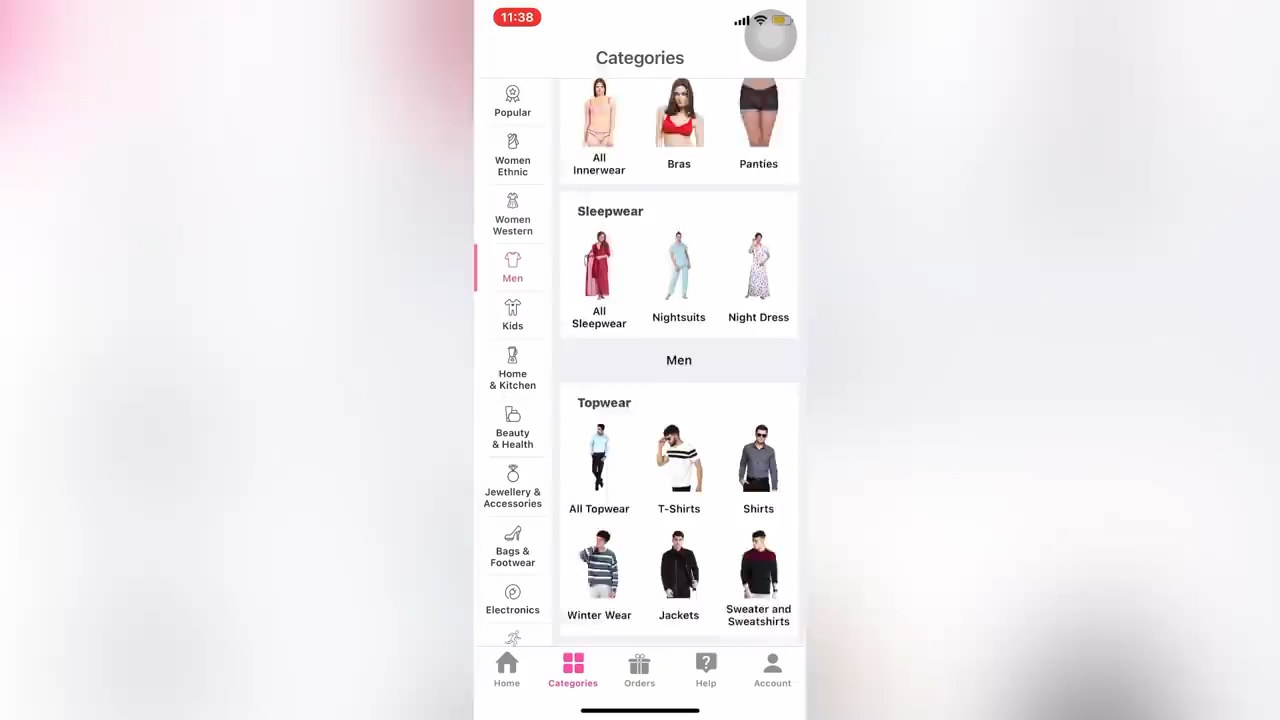 11:38
Categories
Popular
Women
Ethnic
Women
Western
Men
Kids
Home
& Kitchen
Beauty
& Health
Jewellery &
Accessories
Bags &
Footwear
Electronics
All
Innerwear
Bras
Panties
Sleepwear
All
Sleepwear
Nightsuits
Night Dress
Men
Topwear
All Topwear
T-Shirts
Shirts
Winter Wear
Jackets
Sweater and
Sweatshirts
Home
Categories
Orders
Help
Account